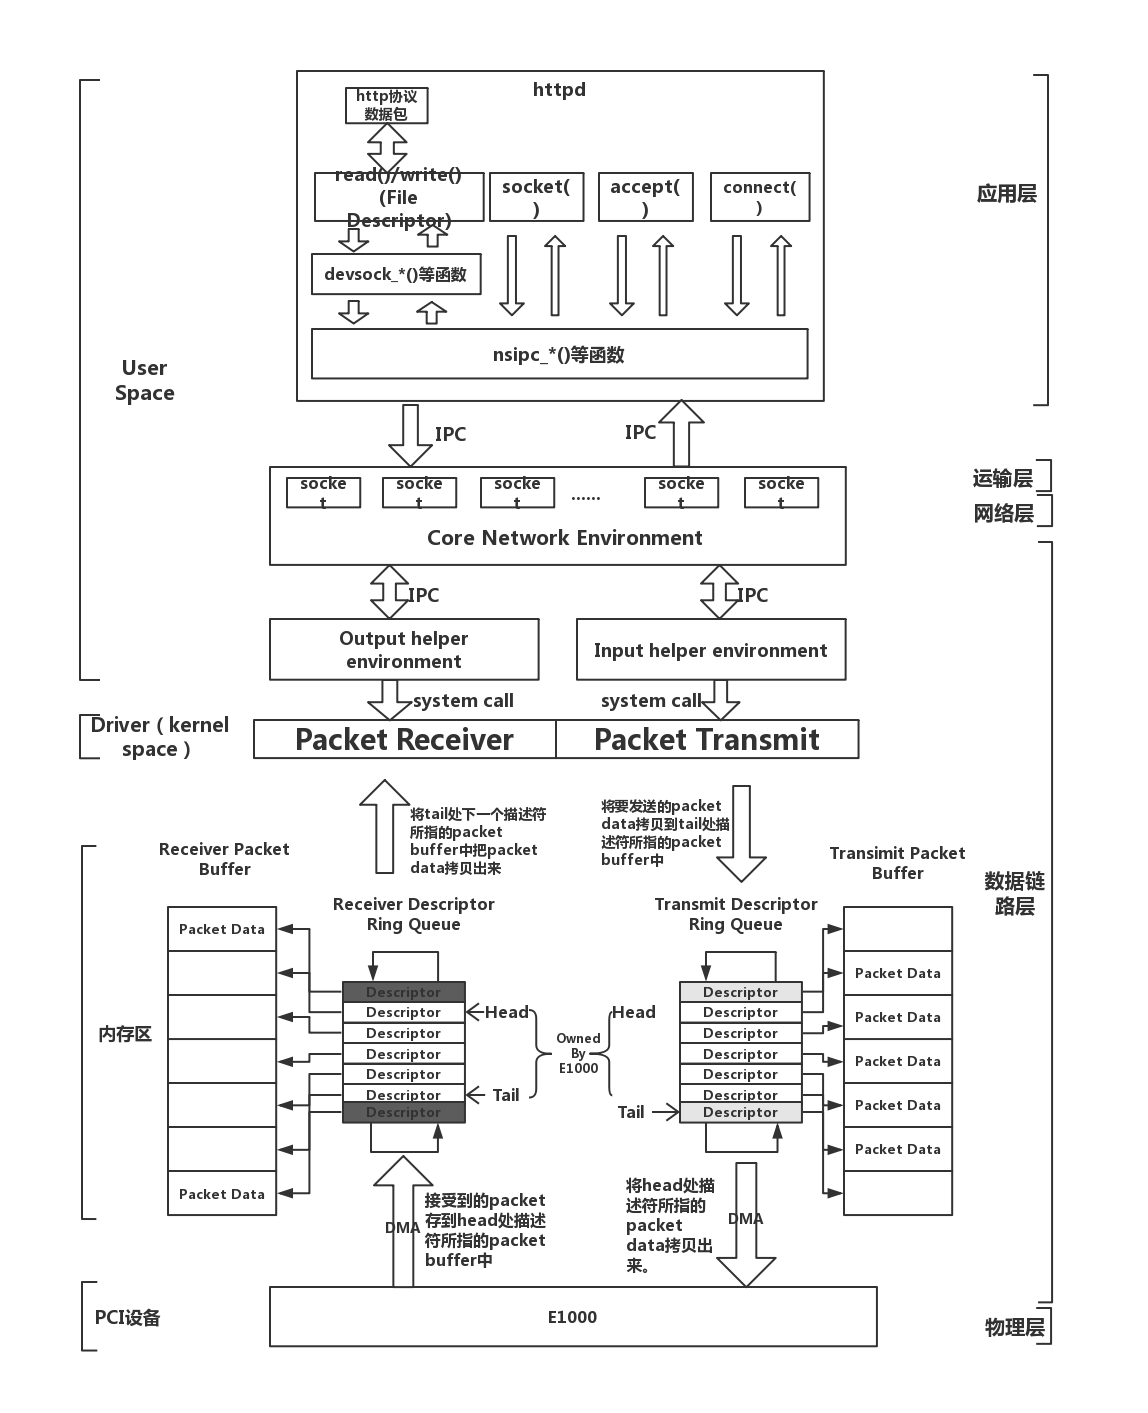 httpd
http协议
数据包
read()/write()
(File
Descriptor)
socket(
)
accept(
)
connect(
)
devsock_*()等函数
nsipc_*()等函数
应用层
User
Space
IPC
IPC
socke
t
socke
t
socke
t
......
socke
t
socke
t
Core Network Environment
运输层
网络层
IPC
IPC
Output helper
environment
Input helper environment
system call
system call
Driver（kernel
space）
Packet Receiver
Packet Transmit
将tail处下一个描述符
所指的packet
buffer中把packet
data拷贝出来
将要发送的packet
data拷贝到tail处描
述符所指的packet
buffer中
Receiver Packet
Buffer
Transimit Packet
Buffer
数据链
路层
Receiver Descriptor
Ring Queue
Transmit Descriptor
Ring Queue
内存区
Packet Data
Packet Data
Descriptor
Descriptor
Descriptor
Descriptor
Descriptor
Descriptor
Descriptor
Head
Tail
Owned
By
E1000
Head
Tail
Descriptor
Descriptor
Descriptor
Descriptor
Descriptor
Descriptor
Descriptor
Packet Data
Packet Data
Packet Data
Packet Data
Packet Data
DMA
接受到的packet
存到head处描述
符所指的packet
buffer中
将head处描
述符所指的
packet
data拷贝出
来。
DMA
PCI设备
E1000
物理层